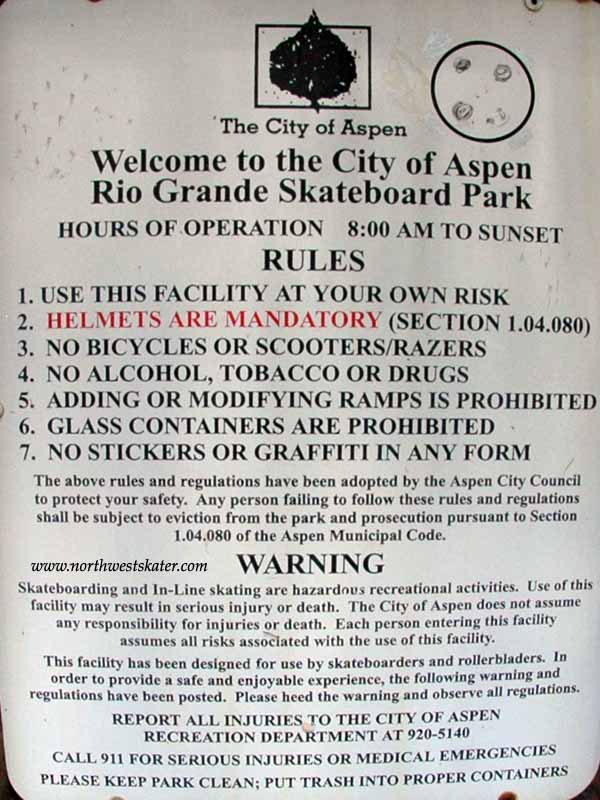 The City of Aspen
Welcome to the City of Aspen
Rio Grande Skateboard Park
HOURS OF OPERATION 8:00 AM TO SUNSET
RULES
1. USE THIS FACILITY AT YOUR OWN RISK
2. HELMETS ARE MANDATORY (SECTION 1.04.080)
3. NO BICYCLES OR SCOOTERS/RAZERS
4. NO ALCOHOL, TOBACCO OR DRUGS
5. ADDING OR MODIFYING RAMPS IS PROHIBITED
6. GLASS CONTAINERS ARE PROHIBITED
7. NO STICKERS OR GRAFFITI IN ANY FORM
The above rules and regulations have been adopted by the Aspen City Council
to protect your safety. Any person failing to follow these rules and regulations
shall be subject to eviction from the park and prosecution pursuant to Section
1.04.080 of the Aspen Municipal Code.
www.northwestskater.com
WARNING
Skateboarding and In-Line skating are hazardous recreational activities. Use of this
facility may result in serious injury or death. The City of Aspen does not assume
any responsibility for injuries or death. Each person entering this facility
assumes all risks associated with the use of this facility.
This facility has been designed for use by skateboarders and rollerbladers. In
order to provide a safe and enjoyable experience, the following warning and
regulations have been posted. Please heed the warning and observe all regulations.
REPORT ALL INJURIES TO THE CITY OF ASPEN
RECREATION DEPARTMENT AT 920-5140
CALL 911 FOR SERIOUS INJURIES OR MEDICAL EMERGENCIES
PLEASE KEEP PARK CLEAN; PUT TRASH INTO PROPER CONTAINERS